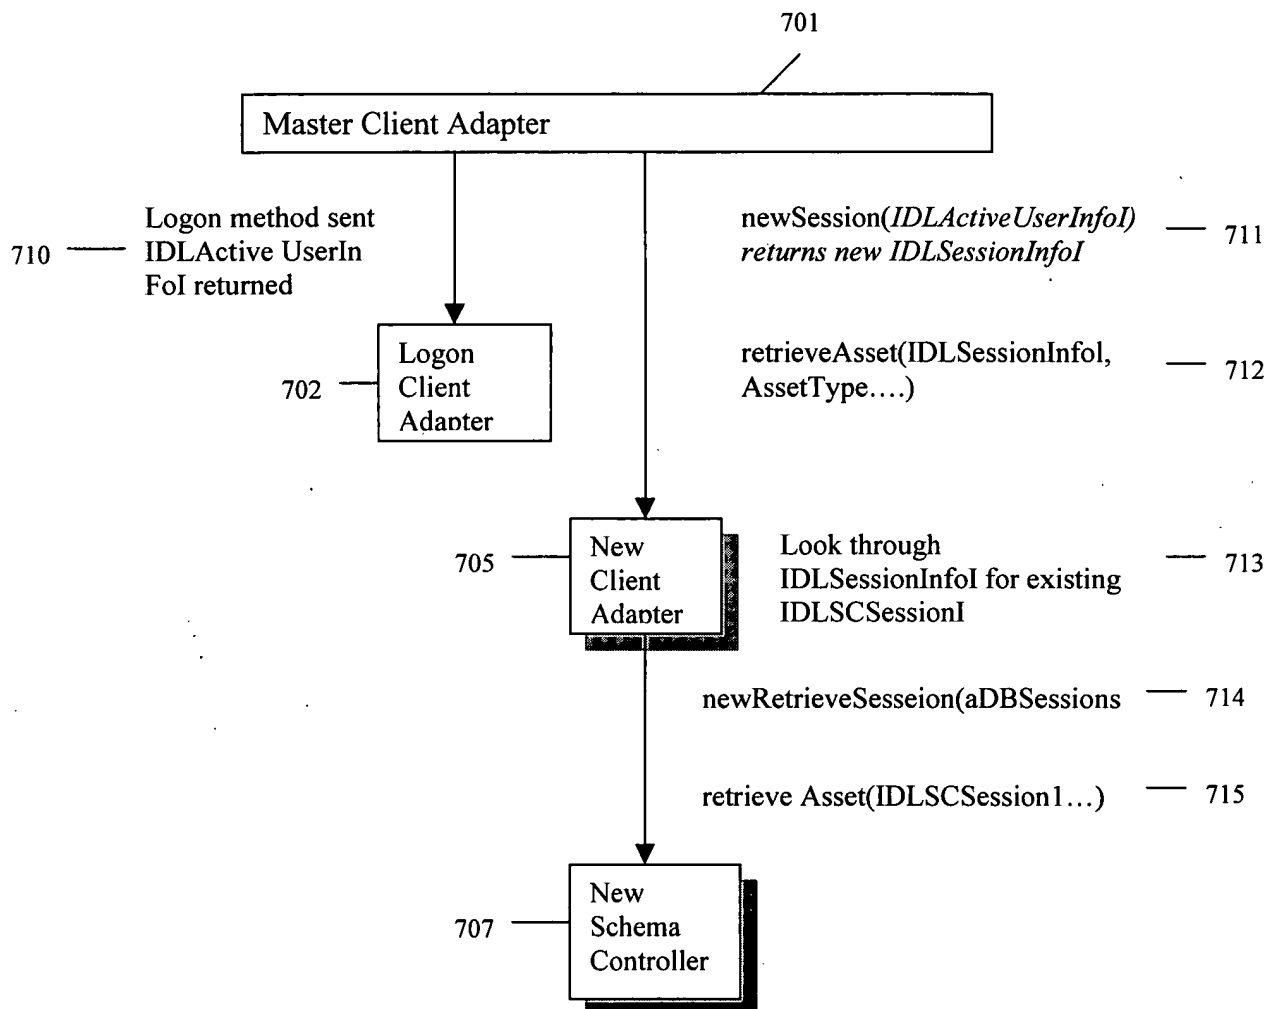 701
Master Client Adapter
Logon method sent
IDLActive UserIn
FoI returned
710
newSession(IDLActiveUserInfoI)
returns new IDLSessionInfoI
711
Logon
Client
Adapter
702
retrieveAsset(IDLSessionInfol,
AssetType....)
712
705
New
Client
Adapter
Look through
IDLSessionInfoI for existing
IDLSCSessionI
713
newRetrieveSesseion(aDBSessions
714
retrieve Asset(IDLSCSession1...)
715
707
New
Schema
Controller